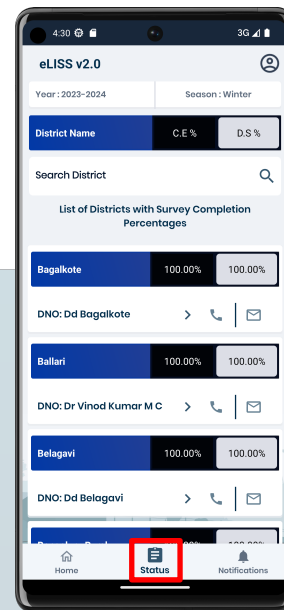 4:30
3G
eLISS v2.0
Year : 2023-2024
Season : Winter
District Name
C.E %
D.S %
Search District
List of Districts with Survey Completion
Percentages
Bagalkote
100.00%
100.00%
DNO: Dd Bagalkote
Ballari
100.00%
100.00%
DNO: Dr Vinod Kumar M C
Belagavi
100.00%
100.00%
DNO: Dd Belagavi
Home
Status
Notifications